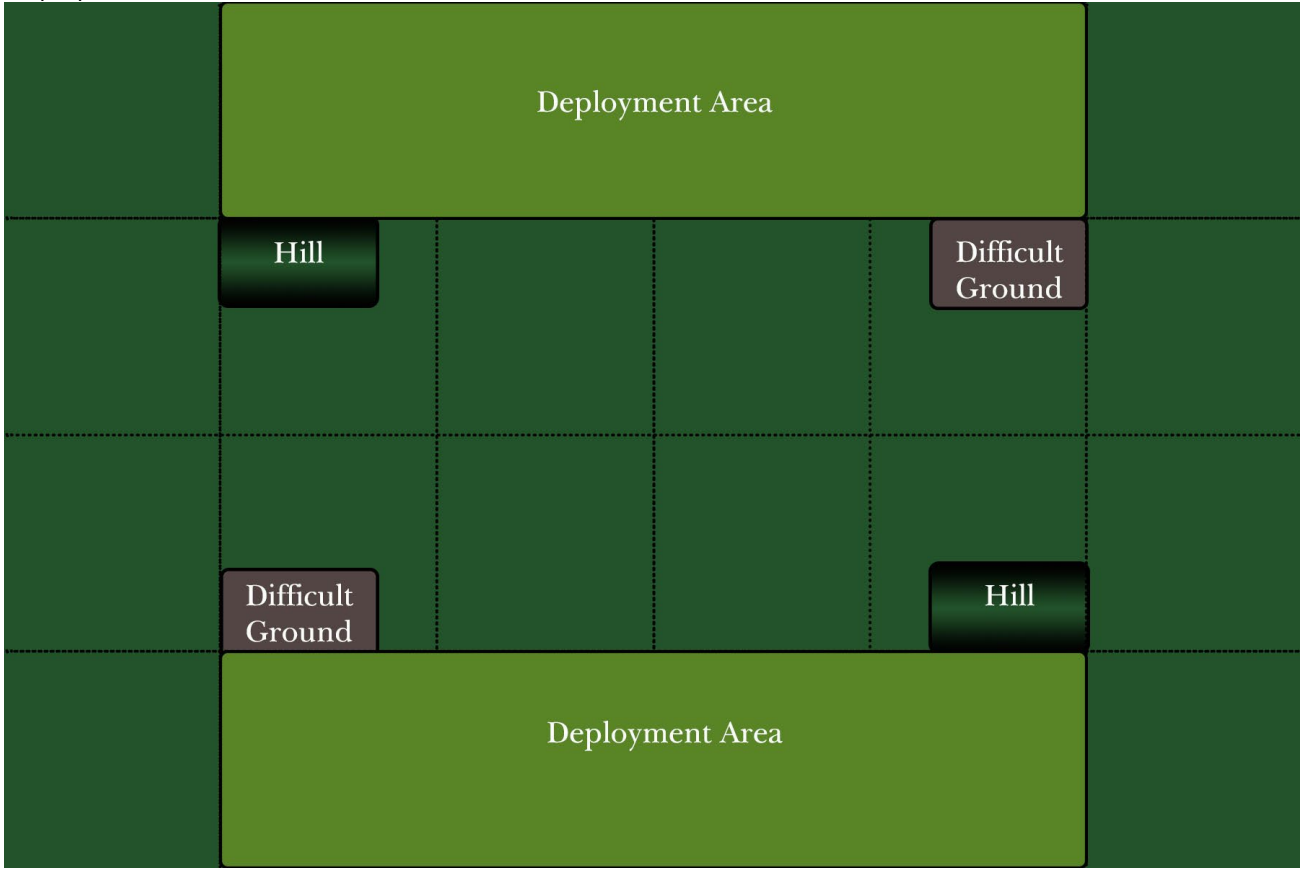 Deployment Area
Hill
Difficult
Ground
Difficult
Ground
Hill
Deployment Area